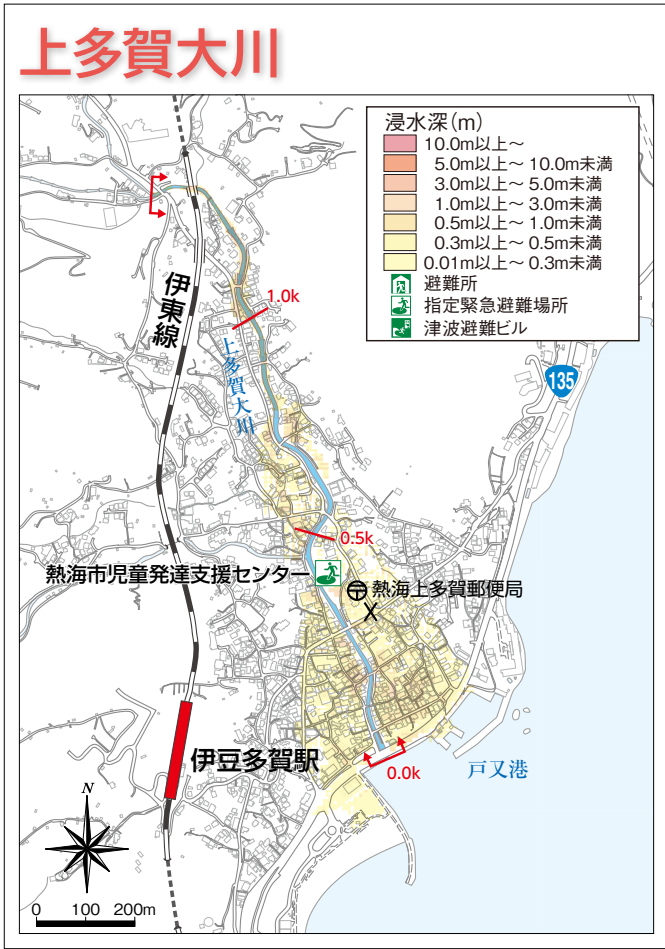 上多賀大川
浸水深(m)
10.0m以上～
5.0m以上～10.0m未満
3.0m以上～5.0m未満
1.0m以上～3.0m未満
0.5m以上～1.0m未満
0.3m以上～0.5m未満
0.01m以上～0.3m未満
避難所
指定緊急避難場所
津波避難ビル
伊東線
1.0k
上多賀大川
135
0.5k
熱海市児童発達支援センター
熱海上多賀郵便局
伊豆多賀駅
戸又港
0.0k
N
0 100 200m